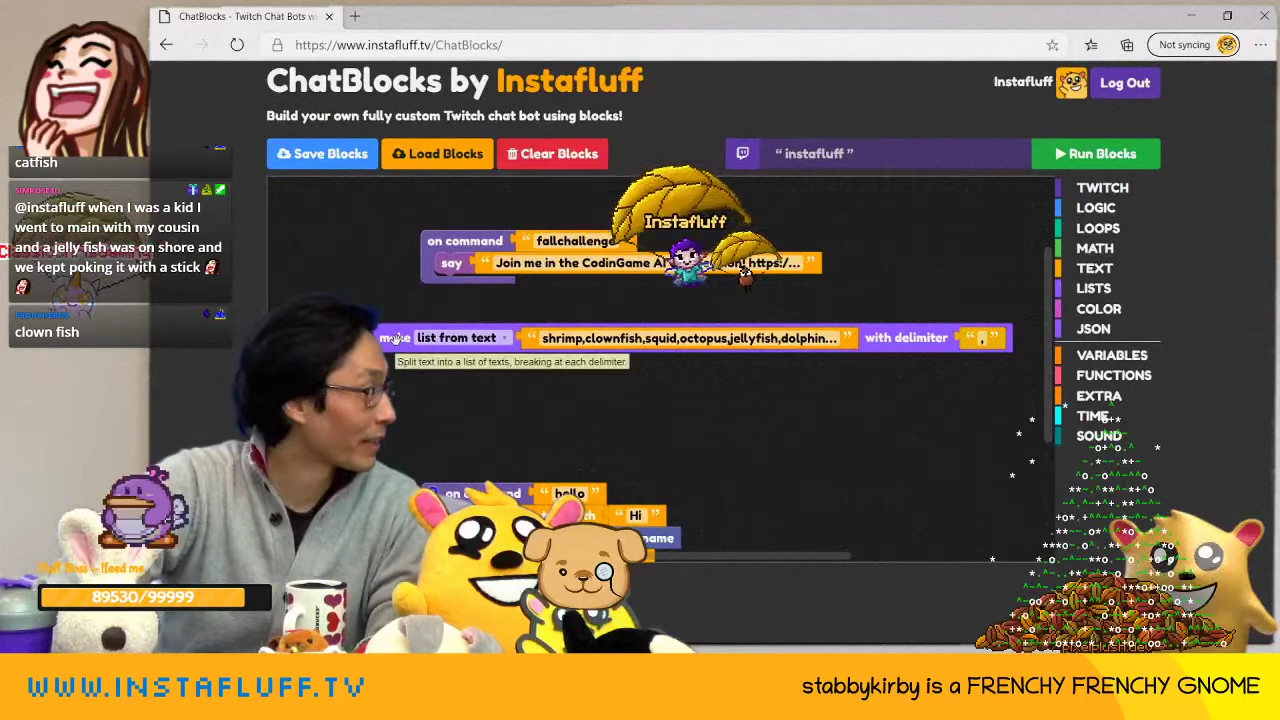 ChatBlocks - Twitch Chat Bots wi
https://www.instafluff.tv/ChatBlocks/
Not syncing
ChatBlocks by Instafluff
Instafluff
Log Out
Build your own fully custom Twitch chat bot using blocks!
Save Blocks
Load Blocks
Clear Blocks
“ instafluff ”
Run Blocks
catfish
@instafluff when I was a kid I
went to main with my cousin
and a jelly fish was on shore and
we kept poking it with a stick
clown fish
Instafluff
on command “ fallchallenge
say “ Join me in the CodinGame https:/... ”
list from text “ shrimp,clownfish,squid,octopus,jellyfish,dolphin... ” with delimiter “ , ”
Split text into a list of texts, breaking at each delimiter.
“ hello ”
“ Hi ”
name
TWITCH
LOGIC
LOOPS
MATH
TEXT
LISTS
COLOR
JSON
VARIABLES
FUNCTIONS
EXTRA
TIME
SOUND
89530/99999
pixelplush.dev
WWW.INSTAFLUFF.TV
stabbykirby is a FRENCHY FRENCHY GNOME